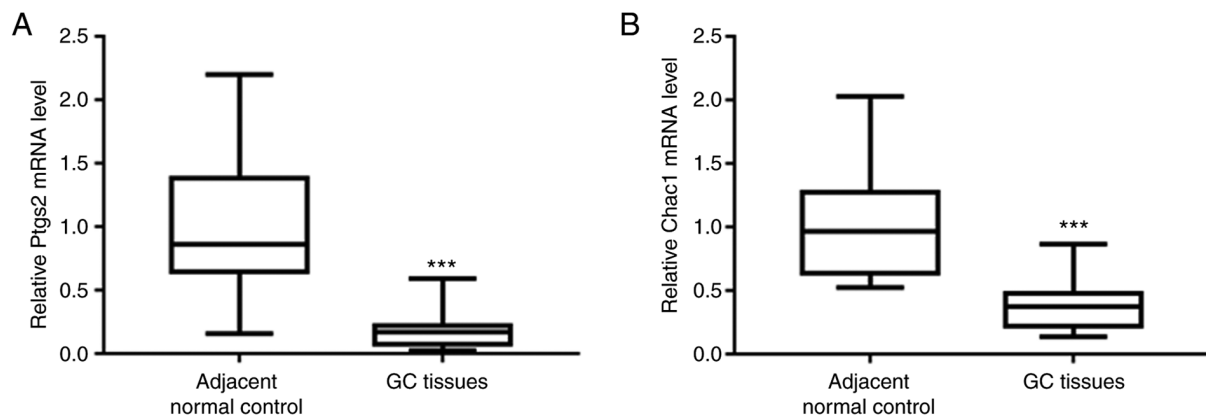 A
Relative Ptgs2 mRNA level
2.5
2.0
1.5
1.0
0.5
0.0
***
Adjacent
normal control
GC tissues
B
Relative Chac1 mRNA level
2.5
2.0
1.5
1.0
0.5
0.0
***
Adjacent
normal control
GC tissues